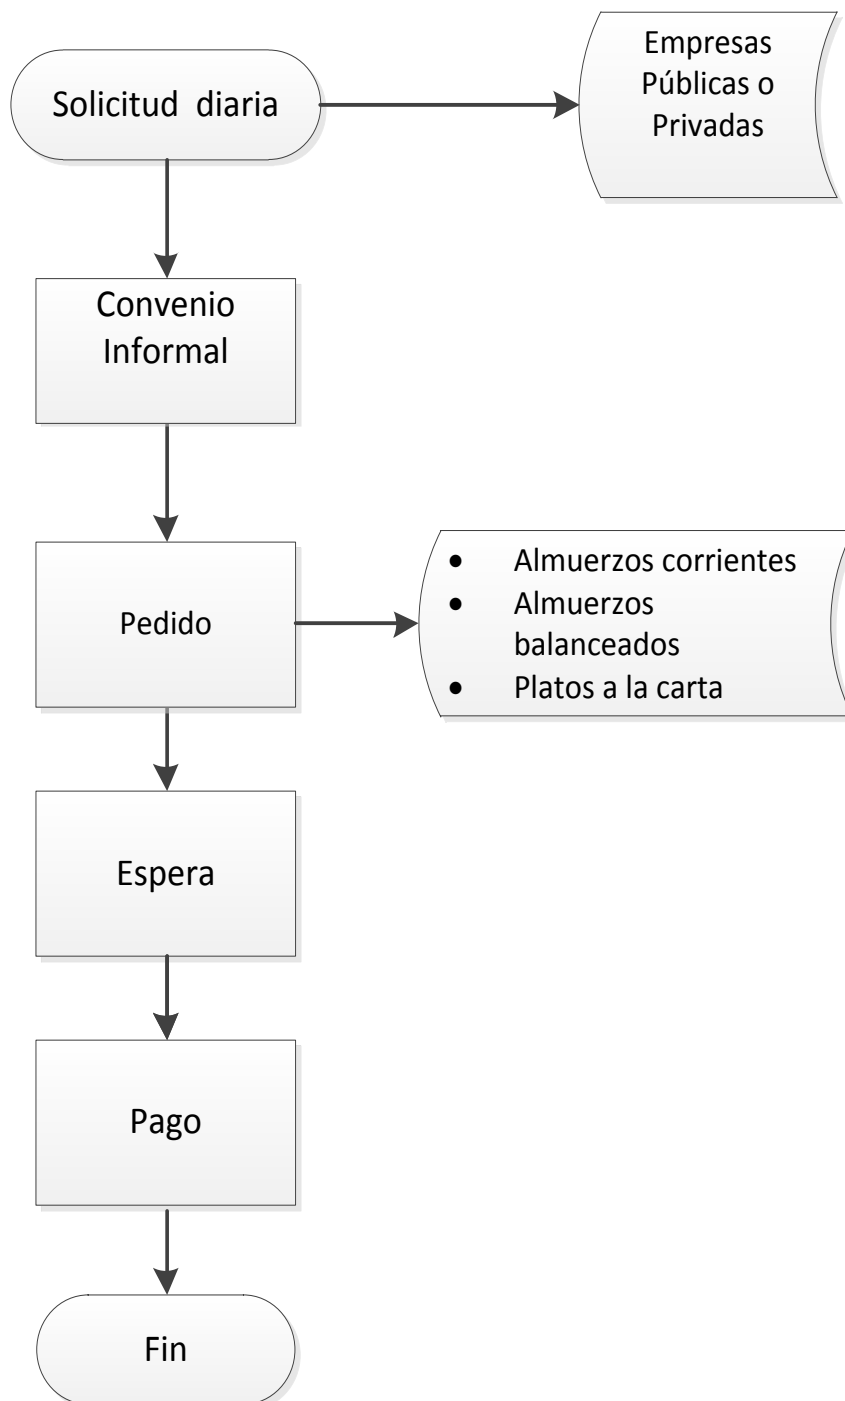 Solicitud diaria
Empresas
Públicas o
Privadas
Convenio
Informal
Pedido
• Almuerzos corrientes
• Almuerzos
balanceados
• Platos a la carta
Espera
Pago
Fin